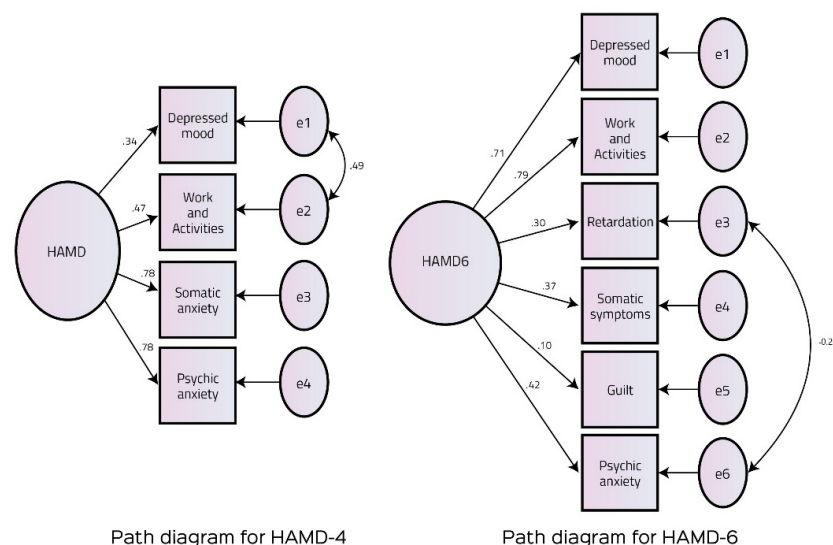 HAMD
.34
.47
.78
.78
Depressed
mood
Work
and
Activities
Somatic
anxiety
Psychic
anxiety
e1
e2
e3
e4
.49
Path diagram for HAMD-4
HAMD6
.71
.79
.30
.37
.10
.42
Depressed
mood
Work
and
Activities
Retardation
Somatic
symptoms
Guilt
Psychic
anxiety
e1
e2
e3
e4
e5
e6
-0.2
Path diagram for HAMD-6